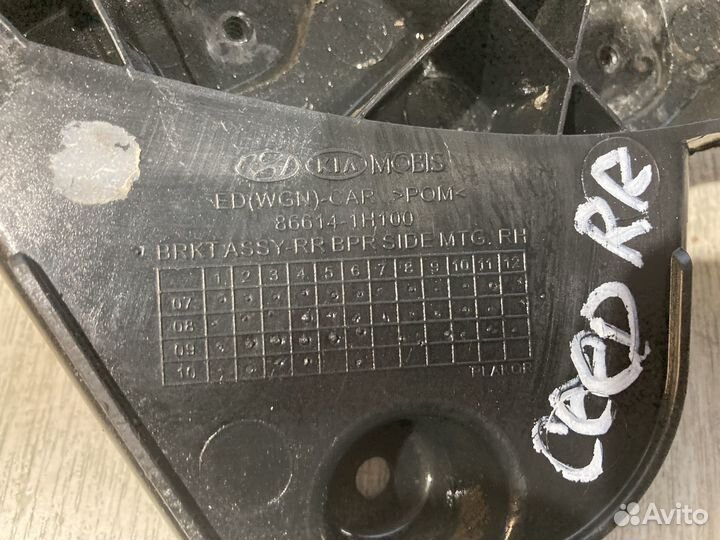 KIA MOBIS
ED(WGN)-CAR >POM<
86614-1H100
BRKT ASSY-RR BPR SIDE MTG. RH
1 2 3 4 5 6 7 8 9 10 11 12
07
08
09
10
PLAKOR
CEED RR
Avito